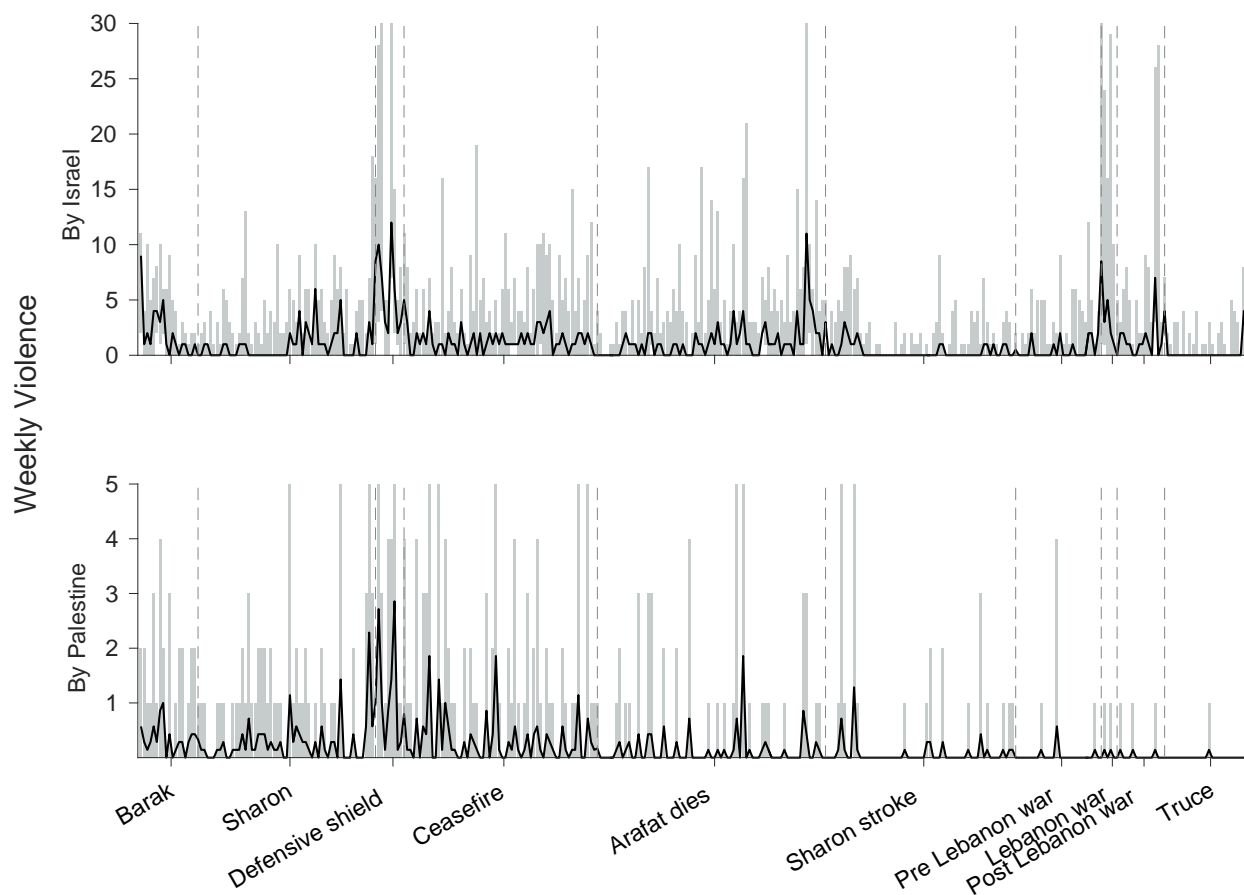 Weekly Violence
By Israel
30
25
20
15
10
5
0
By Palestine
5
4
3
2
1
Barak
Sharon
Defensive shield
Ceasefire
Arafat dies
Sharon stroke
Pre Lebanon war
Lebanon war
Post Lebanon war
Truce